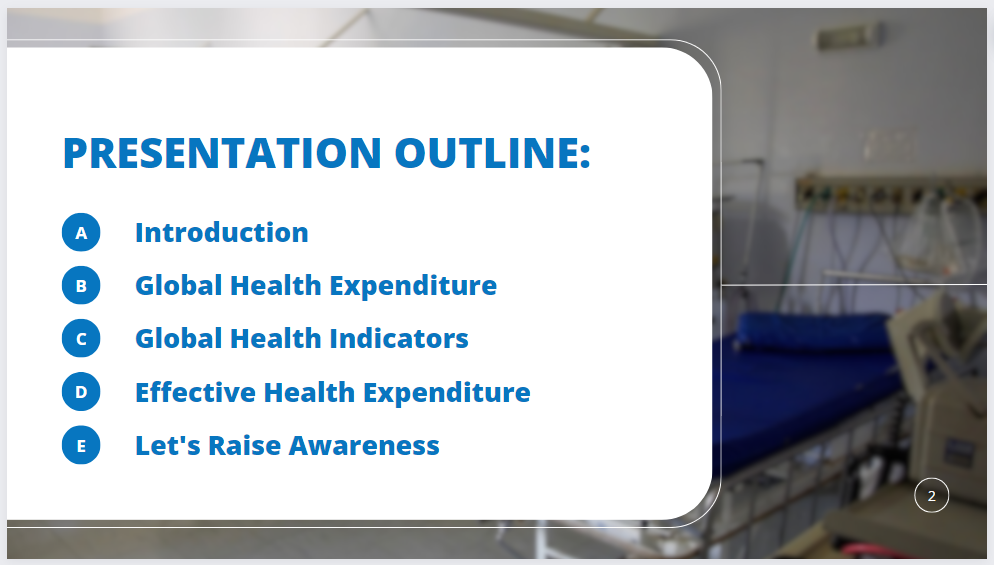 PRESENTATION OUTLINE:
A Introduction
B Global Health Expenditure
C Global Health Indicators
D Effective Health Expenditure
E Let's Raise Awareness
2